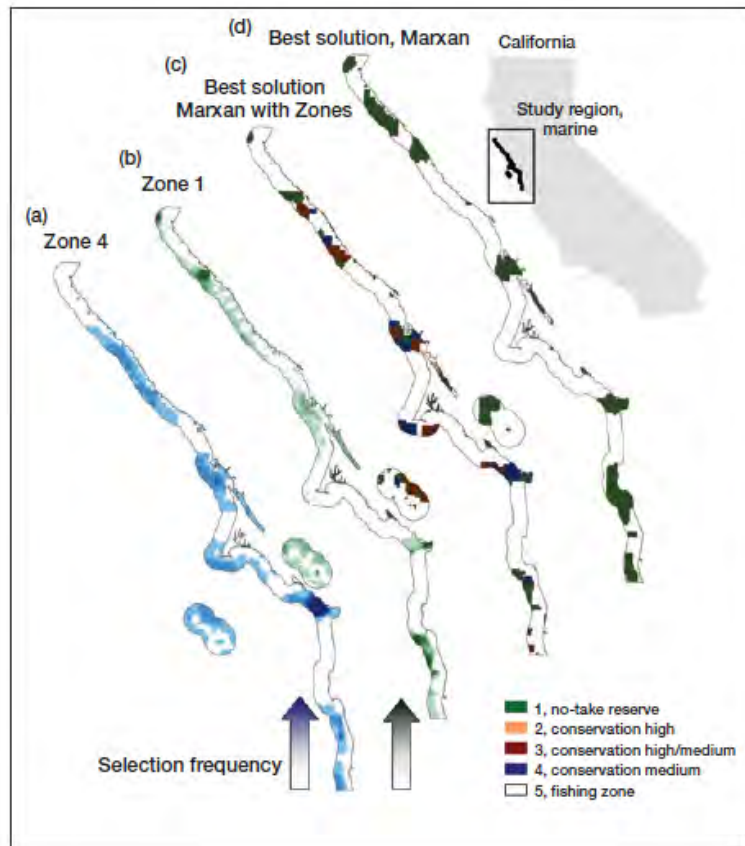 (d)
Best solution, Marxan
California
(c)
Best solution
Marxan with Zones
Study region,
marine
(b)
Zone 1
(a)
Zone 4
Selection frequency
1, no-take reserve
2, conservation high
3, conservation high/medium
4, conservation medium
5, fishing zone